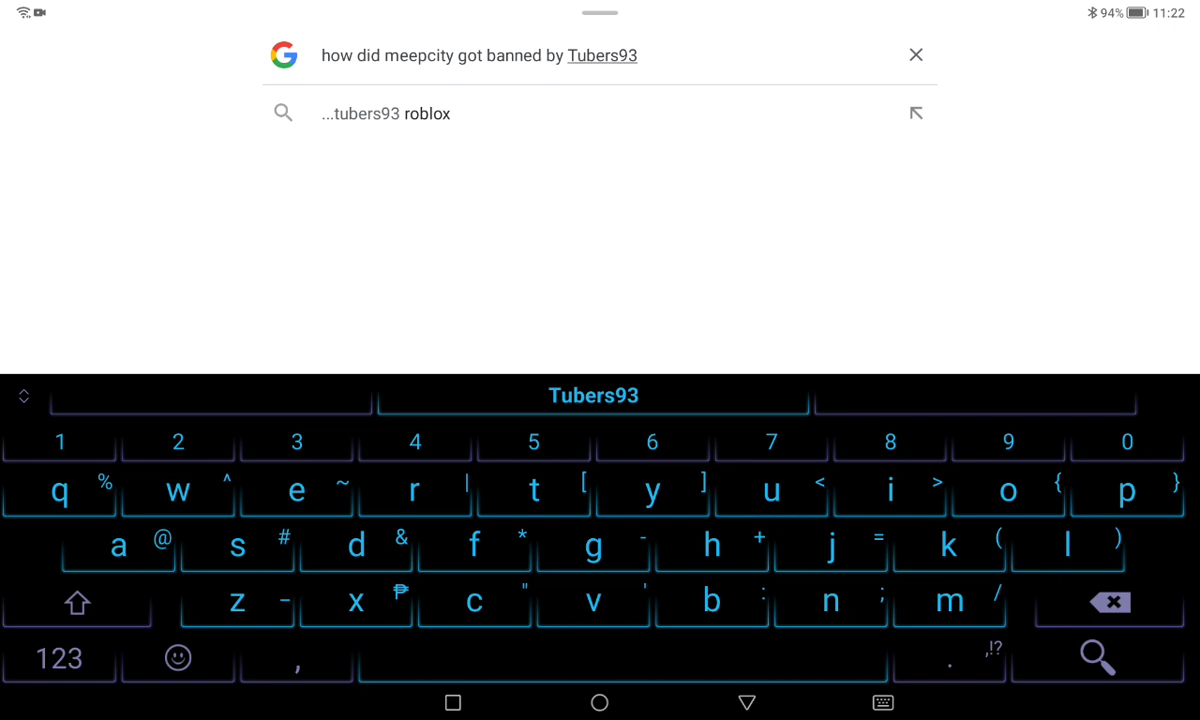 94% 11:22
how did meepcity got banned by Tubers93
...tubers93 roblox
Tubers93
1 2 3 4 5 6 7 8 9 0
q % w ^ e ~ r | t [ y ] u < i > o { p }
a @ s # d & f * g - h + j = k ( l )
z _ x ₱ c " v ' b : n ; m /
123 , . ,!?